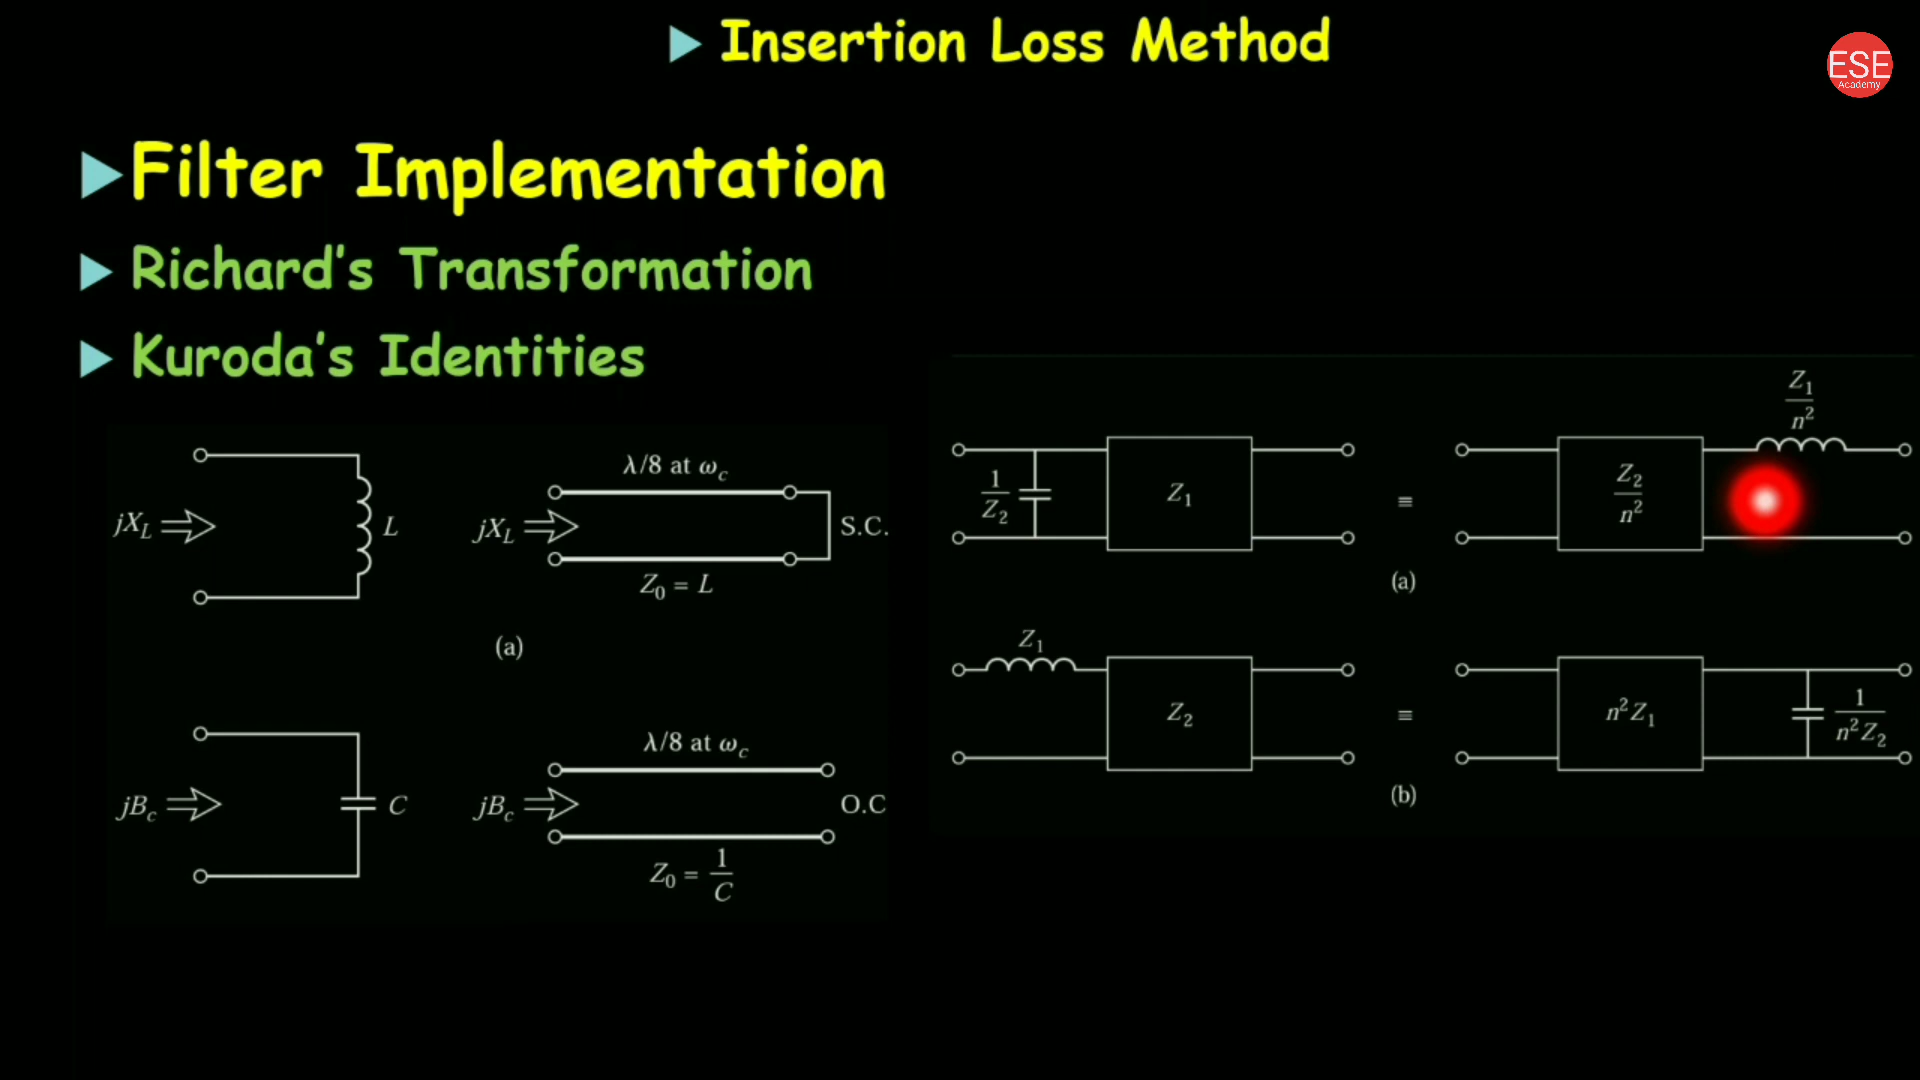 Insertion Loss Method
ESE
Academy
Filter Implementation
Richard's Transformation
Kuroda's Identities
jX_L
L
λ/8 at ω_c
jX_L
S.C.
Z_0 = L
(a)
jB_c
C
λ/8 at ω_c
jB_c
O.C
Z_0 = 1/C
1/Z_2
Z_1
≡
Z_2/n^2
Z_1/n^2
(a)
Z_1
Z_2
≡
n^2Z_1
1/n^2Z_2
(b)